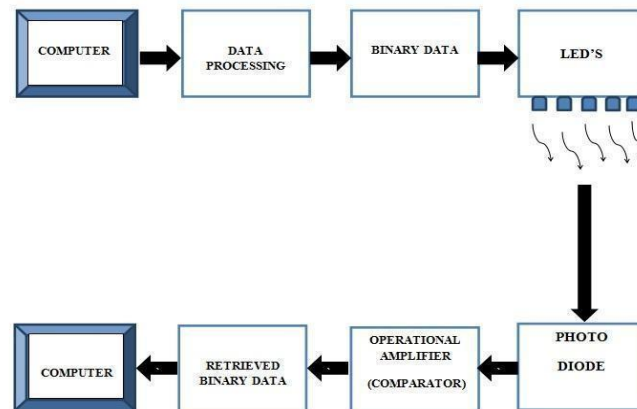 COMPUTER
DATA
PROCESSING
BINARY DATA
LED'S
COMPUTER
RETRIEVED
BINARY DATA
OPERATIONAL
AMPLIFIER
(COMPARATOR)
PHOTO
DIODE